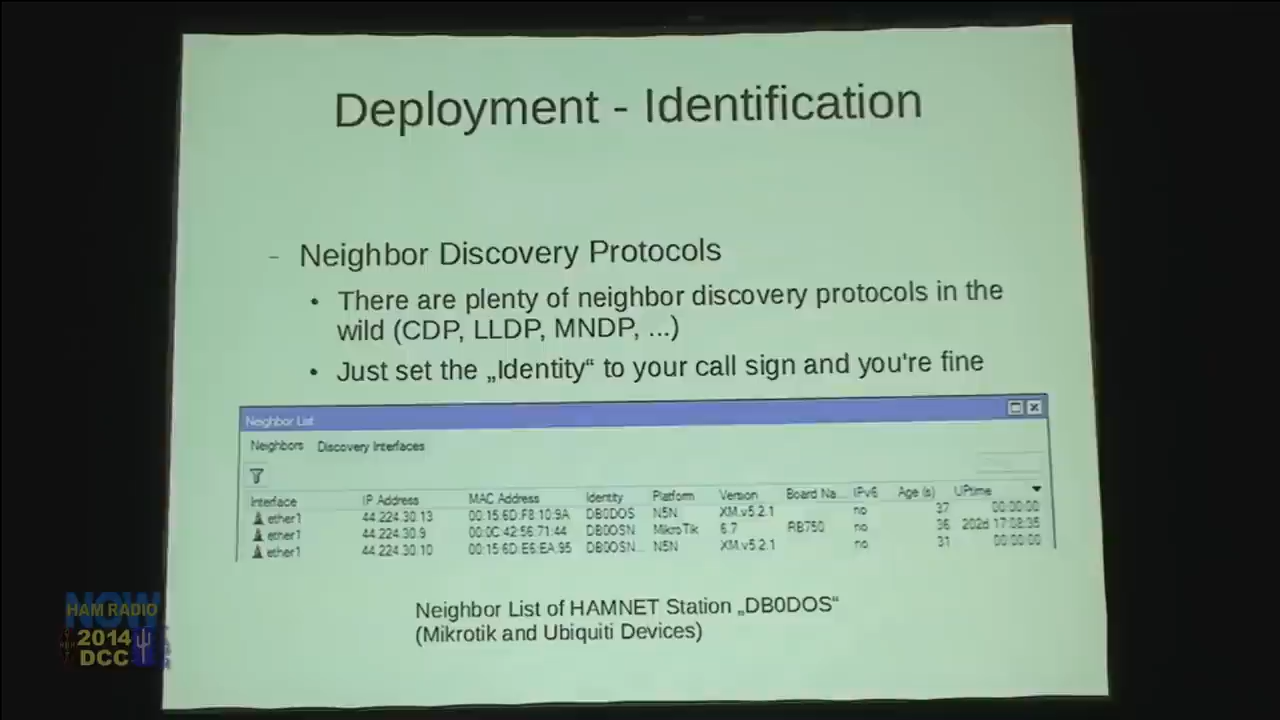 Deployment - Identification
- Neighbor Discovery Protocols
• There are plenty of neighbor discovery protocols in the
wild (CDP, LLDP, MNDP, ...)
• Just set the „Identity“ to your call sign and you're fine
Neighbor List
Neighbors Discovery Interfaces
Interface IP Address MAC Address Identity Platform Version Board Na... IPv6 Age (s) UPtime
ether1 44.224.30.13 00:15:6D:F8:10:9A DB0DOS N5N XM.v5.2.1 no 37 00:00:00
ether1 44.224.30.9 00:0C:42:56:71:44 DB0OSN MikroTik 6.7 RB750 no 36 202d 17:08:35
ether1 44.224.30.10 00:15:6D:E6:EA:95 DB0OSN... N5N XM.v5.2.1 no 31 00:00:00
Neighbor List of HAMNET Station „DB0DOS“
(Mikrotik and Ubiquiti Devices)
NOW
HAM RADIO
2014
DCC